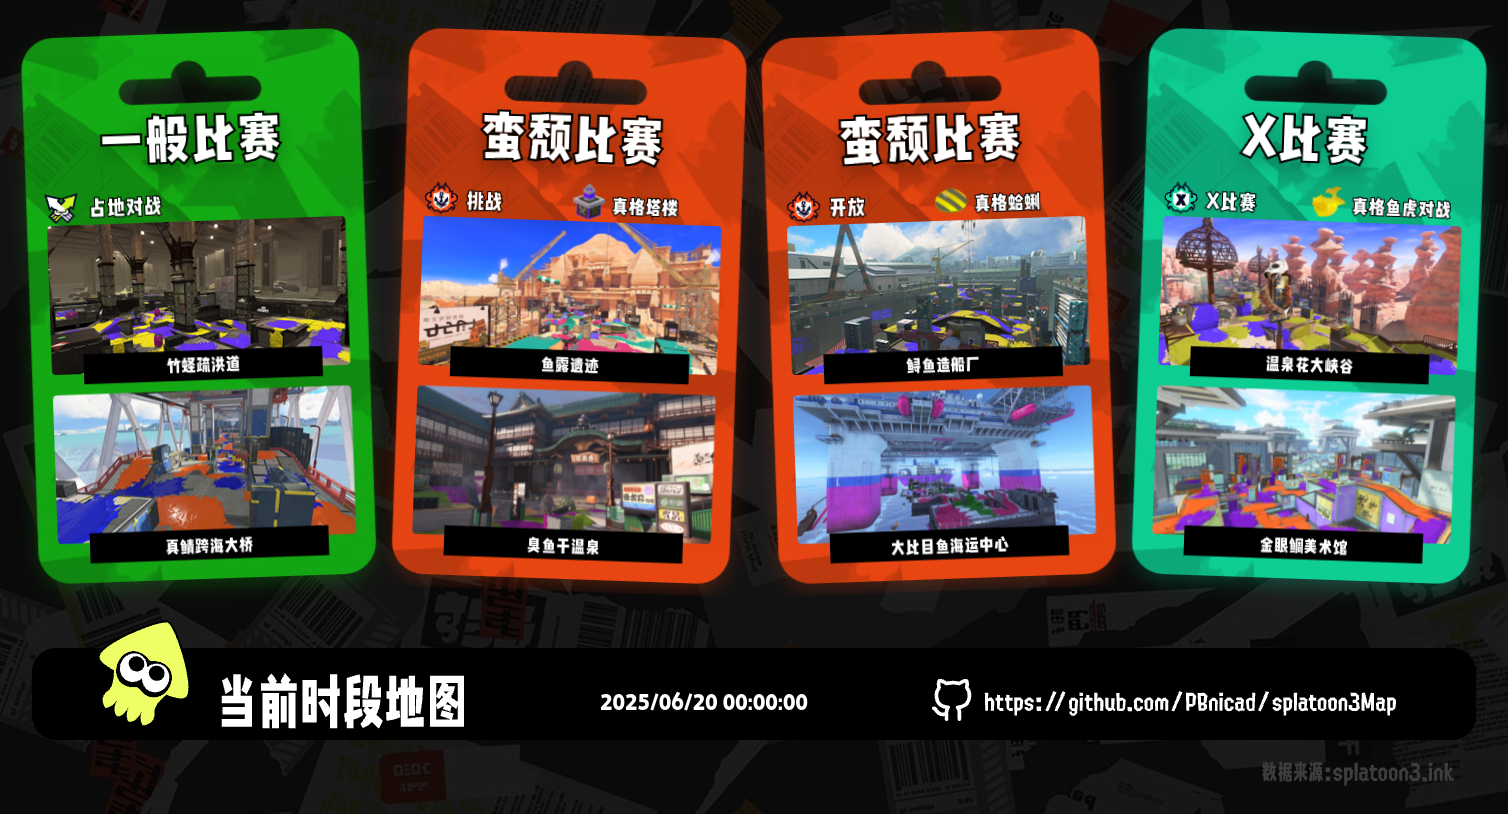 一般比赛
占地对战
竹蛏疏洪道
真鲭跨海大桥
蛮颓比赛
挑战
真格塔楼
鱼露遗迹
臭鱼干温泉
蛮颓比赛
开放
真格蛤蜊
鲟鱼造船厂
大比目鱼海运中心
X比赛
X比赛
真格鱼虎对战
温泉花大峡谷
金眼鲷美术馆
当前时段地图
2025/06/20 00:00:00
https://github.com/PBnicad/splatoon3Map
数据来源:splatoon3.ink